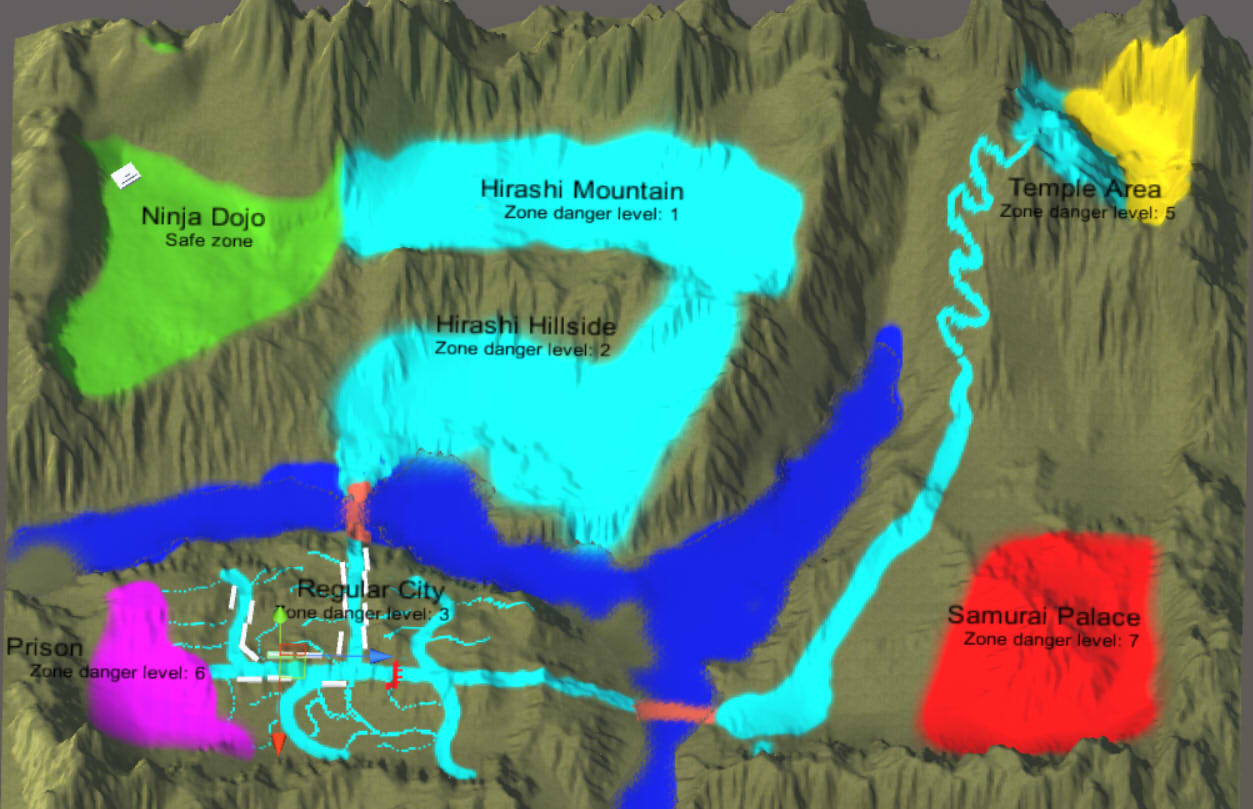 Hirashi Mountain
Zone danger level: 1
Temple Area
Zone danger level: 5
Ninja Dojo
Safe zone
Hirashi Hillside
Zone danger level: 2
Regular City
Zone danger level: 3
Samurai Palace
Zone danger level: 7
Prison
Zone danger level: 6